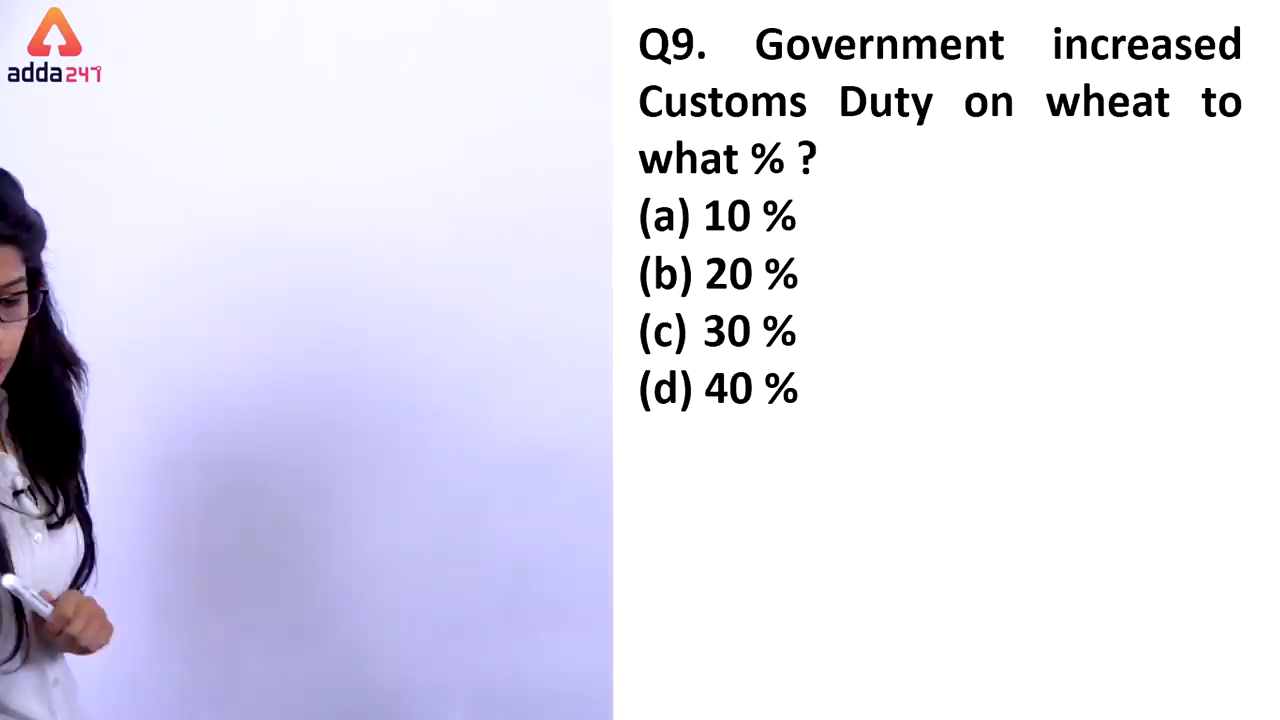 adda247
Q9. Government increased
Customs Duty on wheat to
what % ?
(a) 10 %
(b) 20 %
(c) 30 %
(d) 40 %